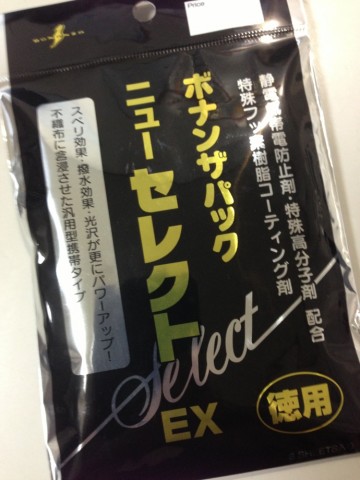 Price
BONANZA
静電・帯電防止剤・特殊高分子剤 配合
特殊フッ素樹脂コーティング剤
ボナンザパック
ニューセレクト
Select
EX
スベリ効果・撥水効果・光沢が更にパワーアップ!
不織布に含浸させた汎用型携帯タイプ
徳用